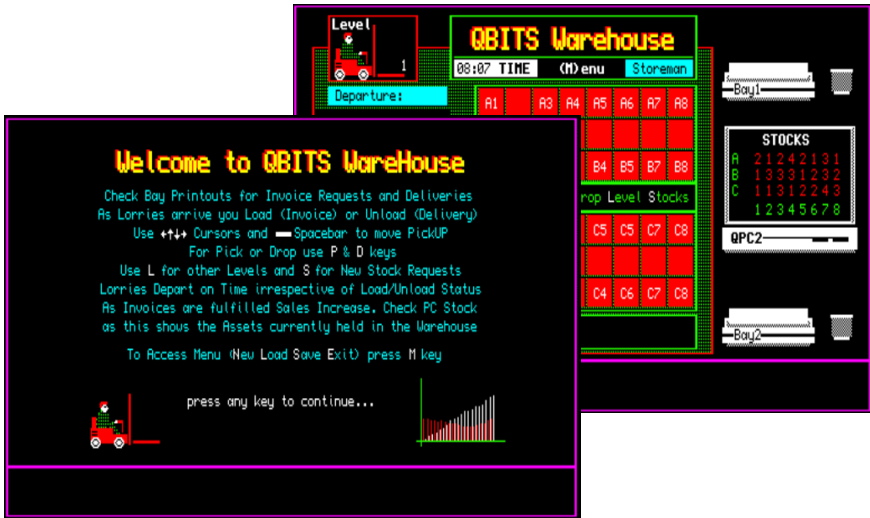 Level
1
QBITS Warehouse
08:07 TIME (M)enu Storeman
Departure:
A1 A3 A4 A5 A6 A7 A8
B4 B5 B7 B8
rop Level Stocks
C5 C5 C7 C8
C4 C6 C7 C8
Bay1
STOCKS
A 2 1 2 4 2 1 3 1
B 1 3 3 3 1 2 3 2
C 1 1 3 1 2 2 4 3
1 2 3 4 5 6 7 8
QPC2
Bay2
Welcome to QBITS WareHouse
Check Bay Printouts for Invoice Requests and Deliveries
As Lorries arrive you Load (Invoice) or Unload (Delivery)
Use ←↑↓→ Cursors and Spacebar to move PickUP
For Pick or Drop use P & D keys
Use L for other Levels and S for New Stock Requests
Lorries Depart on Time irrespective of Load/Unload Status
As Invoices are fulfilled Sales Increase. Check PC Stock
as this shows the Assets currently held in the Warehouse
To Access Menu (New Load Save Exit) press M key
press any key to continue...